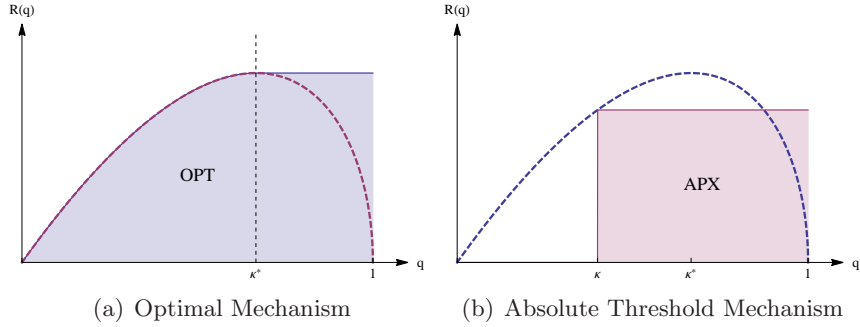 R(q)
OPT
κ* 1 q
(a) Optimal Mechanism
R(q)
APX
κ κ* 1 q
(b) Absolute Threshold Mechanism